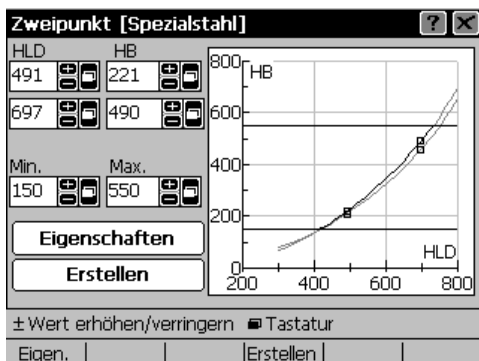 Zweipunkt [Spezialstahl] ? X
HLD HB
491 221
697 490
Min. Max.
150 550
Eigenschaften
Erstellen
HB
800
600
400
200
0
200 400 600 800
HLD
± Wert erhöhen/verringern Tastatur
Eigen. Erstellen